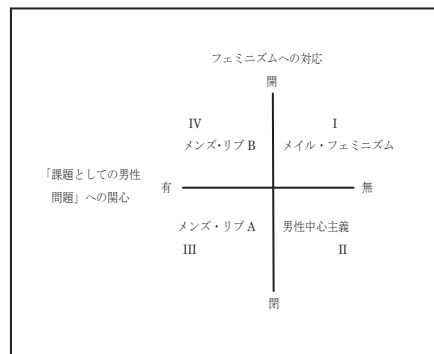 フェミニズムへの対応
開
IV
I
メンズ・リブ B
メイル・フェミニズム
「課題としての男性
問題」への関心
有
無
メンズ・リブ A
男性中心主義
III
II
閉